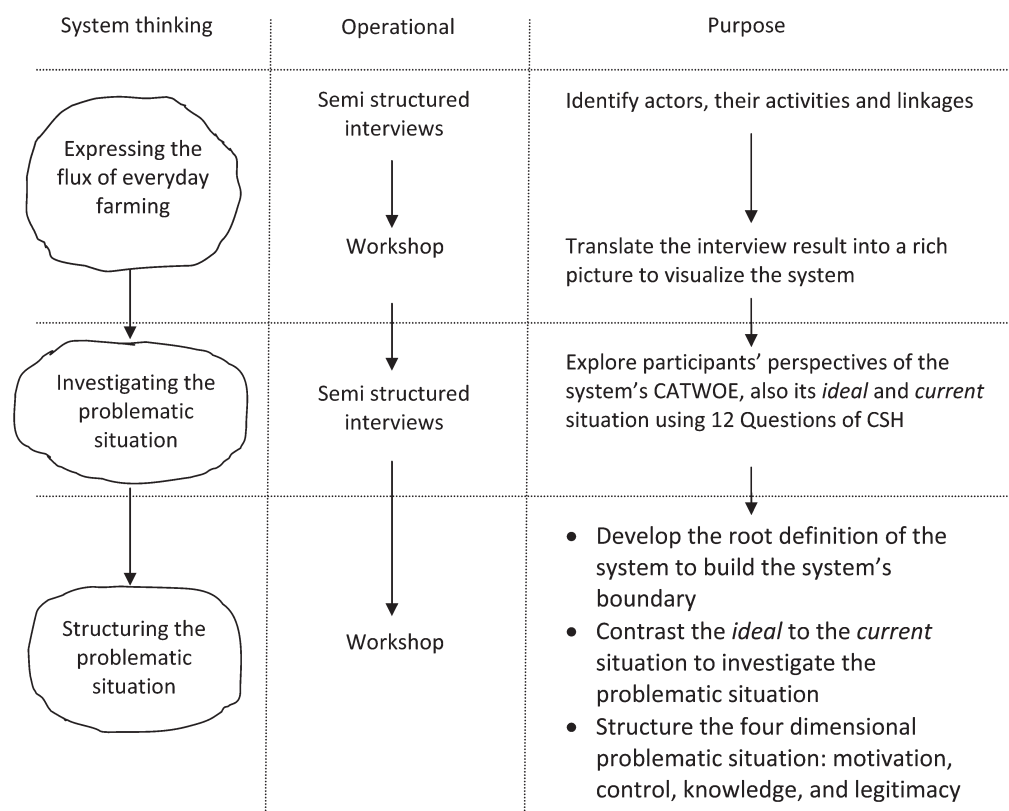 System thinking
Operational
Purpose
Expressing the
flux of everyday
farming
Semi structured
interviews
Workshop
Identify actors, their activities and linkages
Translate the interview result into a rich
picture to visualize the system
Investigating the
problematic
situation
Semi structured
interviews
Explore participants’ perspectives of the
system’s CATWOE, also its ideal and current
situation using 12 Questions of CSH
Structuring the
problematic
situation
Workshop
• Develop the root definition of the
system to build the system’s
boundary
• Contrast the ideal to the current
situation to investigate the
problematic situation
• Structure the four dimensional
problematic situation: motivation,
control, knowledge, and legitimacy